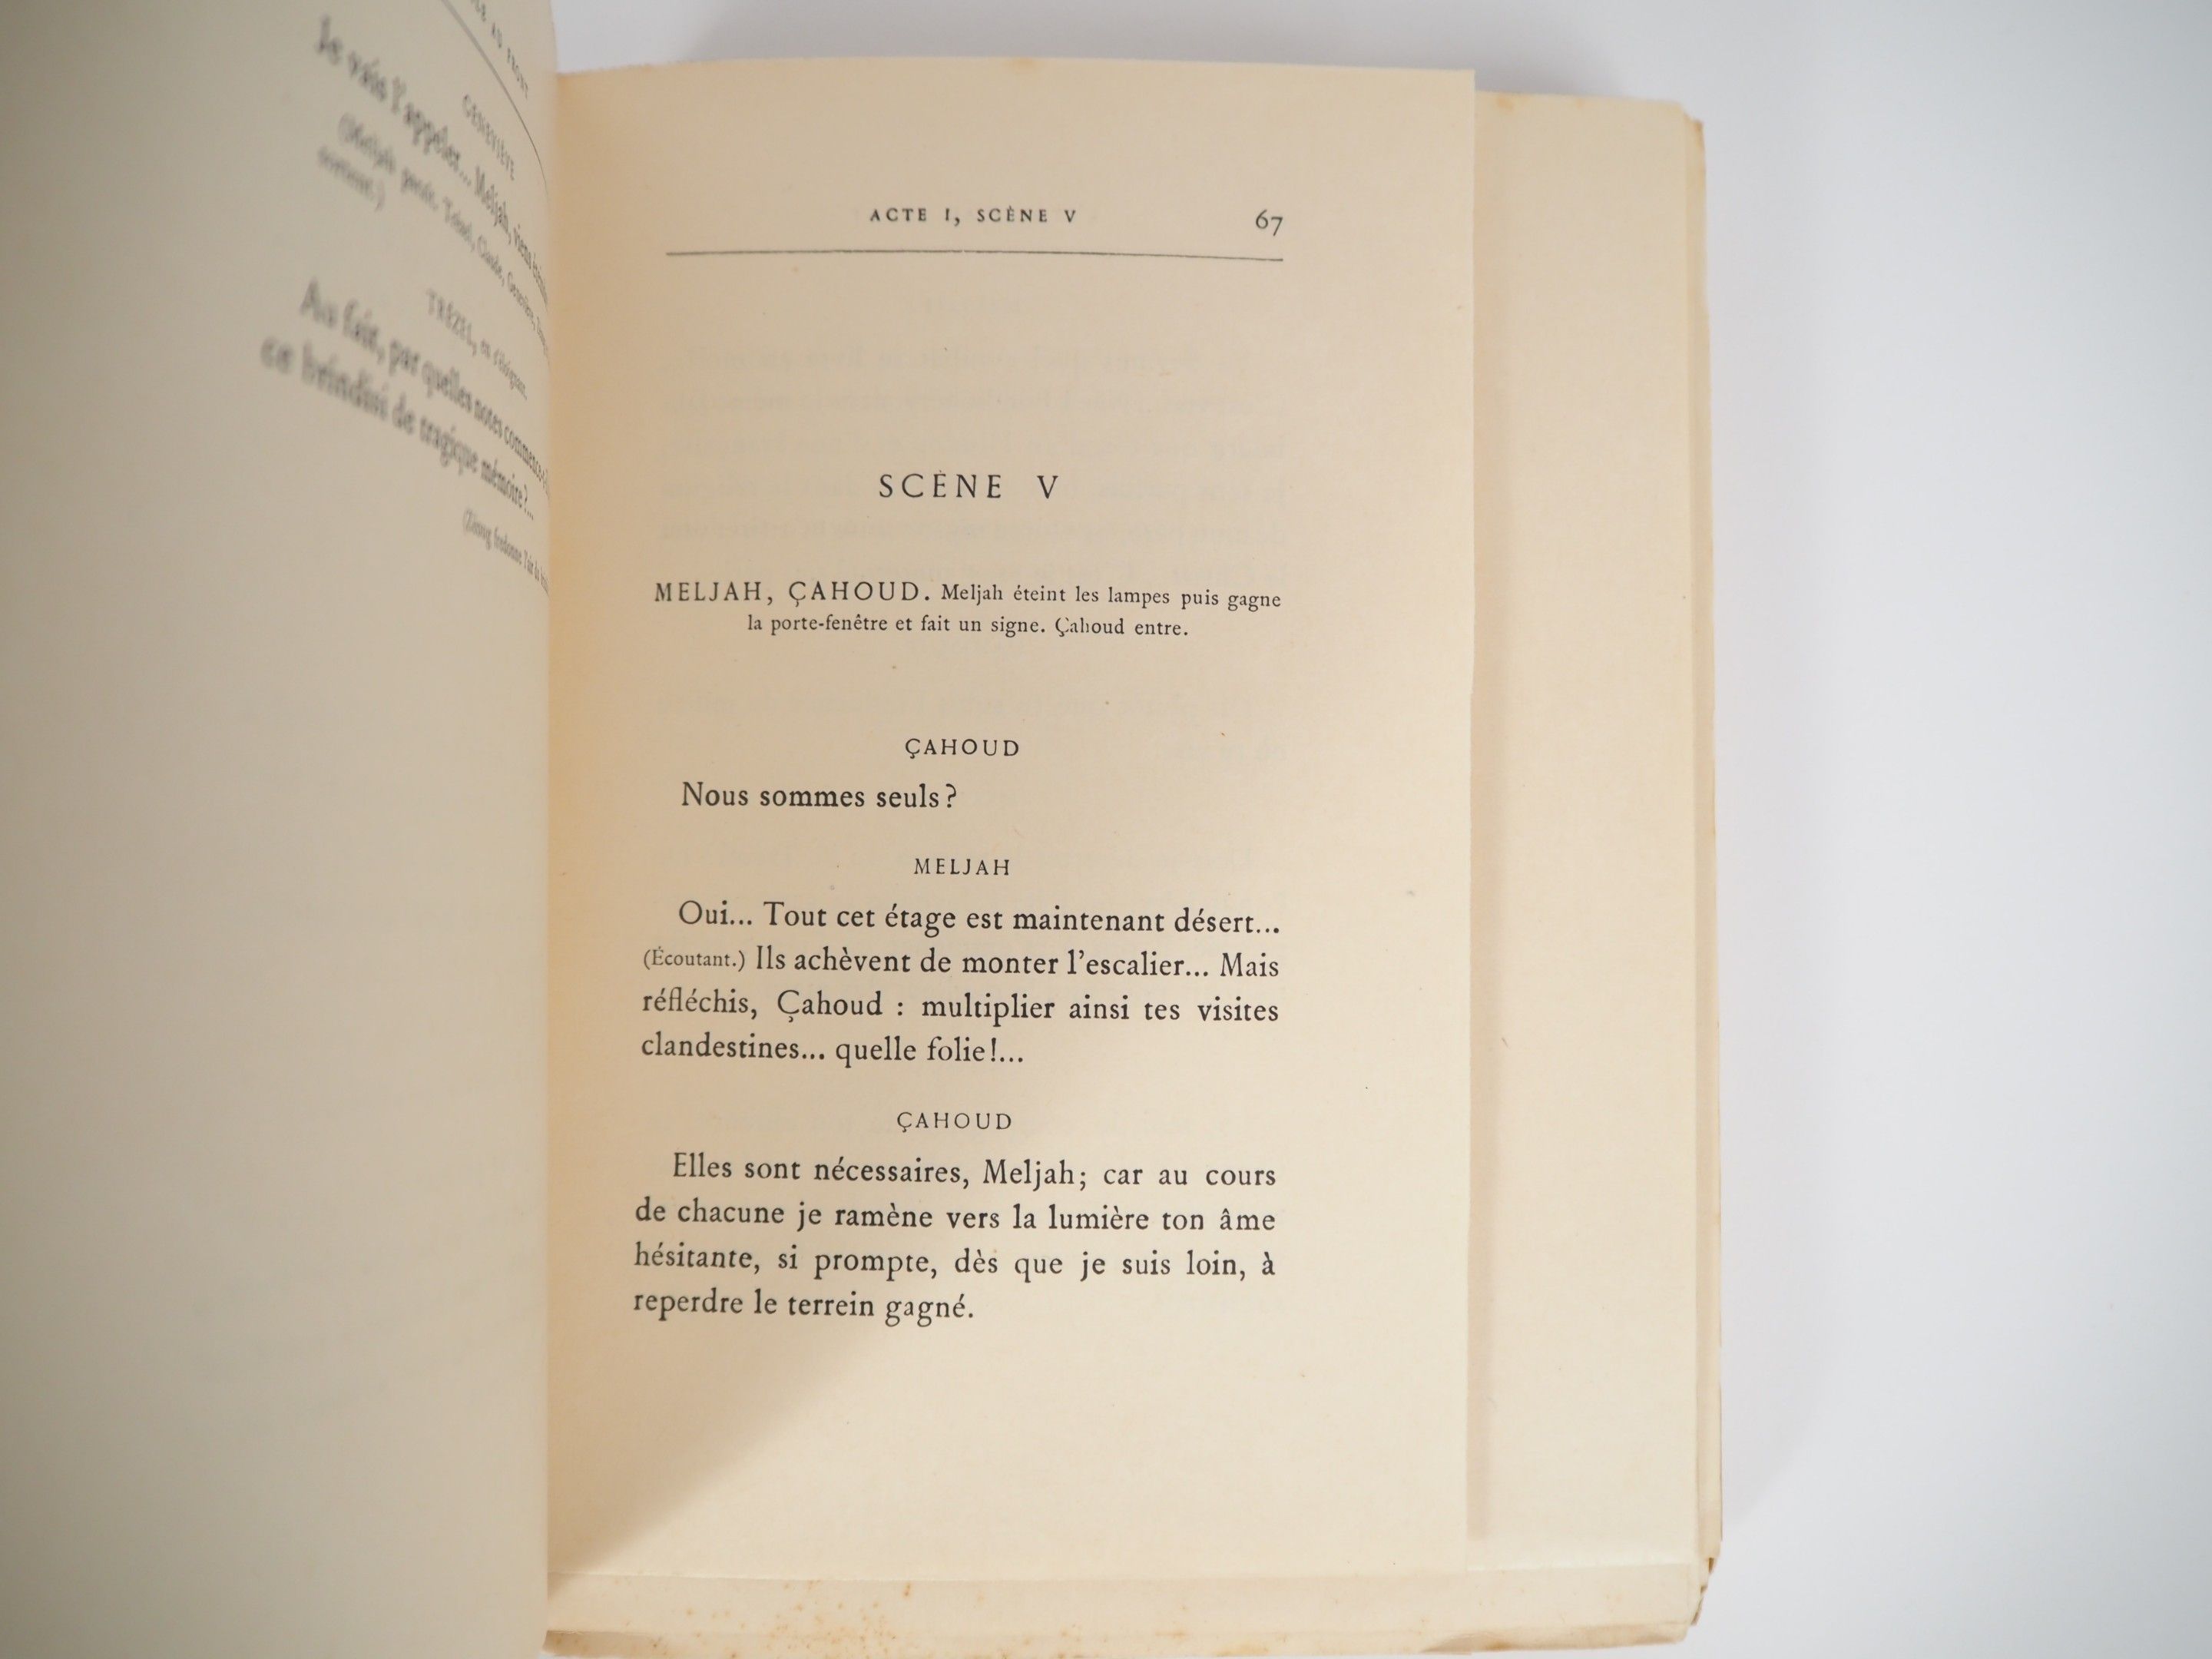 GENEVIÈVE
Je vais l'appeler... Meljah, viens
TRÉZEL, en s'éloignant.
Au fait, par quelles notes commence
ce brindisi de tragique mémoire?...
ACTE I, SCÈNE V 67
SCÈNE V
MELJAH, ÇAHOUD. Meljah éteint les lampes puis gagne
la porte-fenêtre et fait un signe. Çahoud entre.
ÇAHOUD
Nous sommes seuls?
MELJAH
Oui... Tout cet étage est maintenant désert...
(Écoutant.) Ils achèvent de monter l'escalier... Mais
réfléchis, Çahoud : multiplier ainsi tes visites
clandestines... quelle folie!...
ÇAHOUD
Elles sont nécessaires, Meljah; car au cours
de chacune je ramène vers la lumière ton âme
hésitante, si prompte, dès que je suis loin, à
reperdre le terrein gagné.